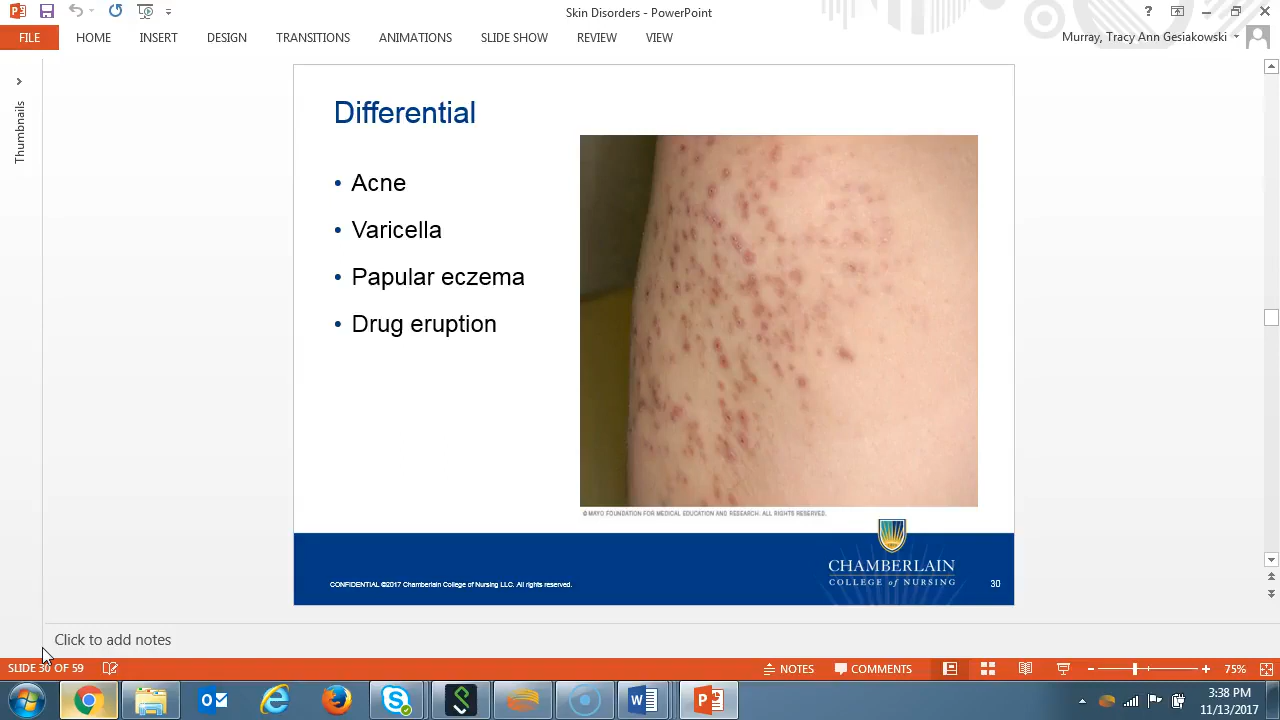 Skin Disorders - PowerPoint
FILE HOME INSERT DESIGN TRANSITIONS ANIMATIONS SLIDE SHOW REVIEW VIEW Murray, Tracy Ann Gesiakowski
Thumbnails
Differential
• Acne
• Varicella
• Papular eczema
• Drug eruption
© MAYO FOUNDATION FOR MEDICAL EDUCATION AND RESEARCH. ALL RIGHTS RESERVED.
CHAMBERLAIN
COLLEGE of NURSING
CONFIDENTIAL ©2017 Chamberlain College of Nursing LLC. All rights reserved.
30
Click to add notes
SLIDE 30 OF 59 NOTES COMMENTS 75%
3:38 PM
11/13/2017